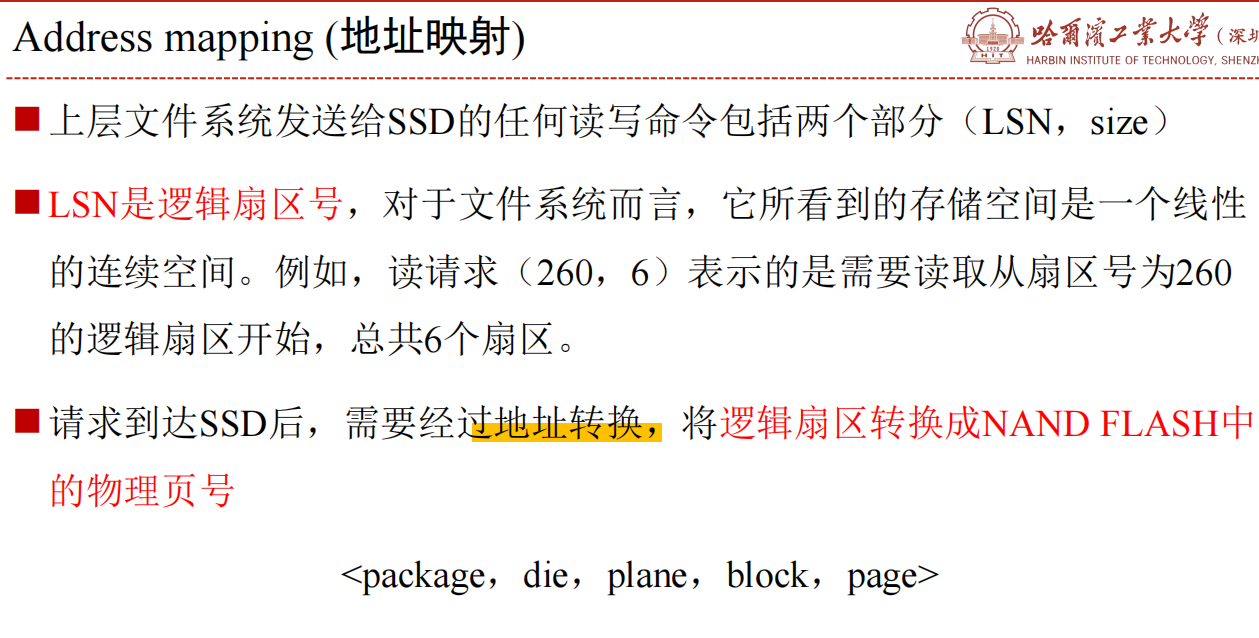 Address mapping (地址映射)
哈尔滨工业大学(深圳
HARBIN INSTITUTE OF TECHNOLOGY, SHENZH
上层文件系统发送给SSD的任何读写命令包括两个部分（LSN，size）
LSN是逻辑扇区号，对于文件系统而言，它所看到的存储空间是一个线性
的连续空间。例如，读请求（260，6）表示的是需要读取从扇区号为260
的逻辑扇区开始，总共6个扇区。
请求到达SSD后，需要经过地址转换，将逻辑扇区转换成NAND FLASH中
的物理页号
<package，die，plane，block，page>